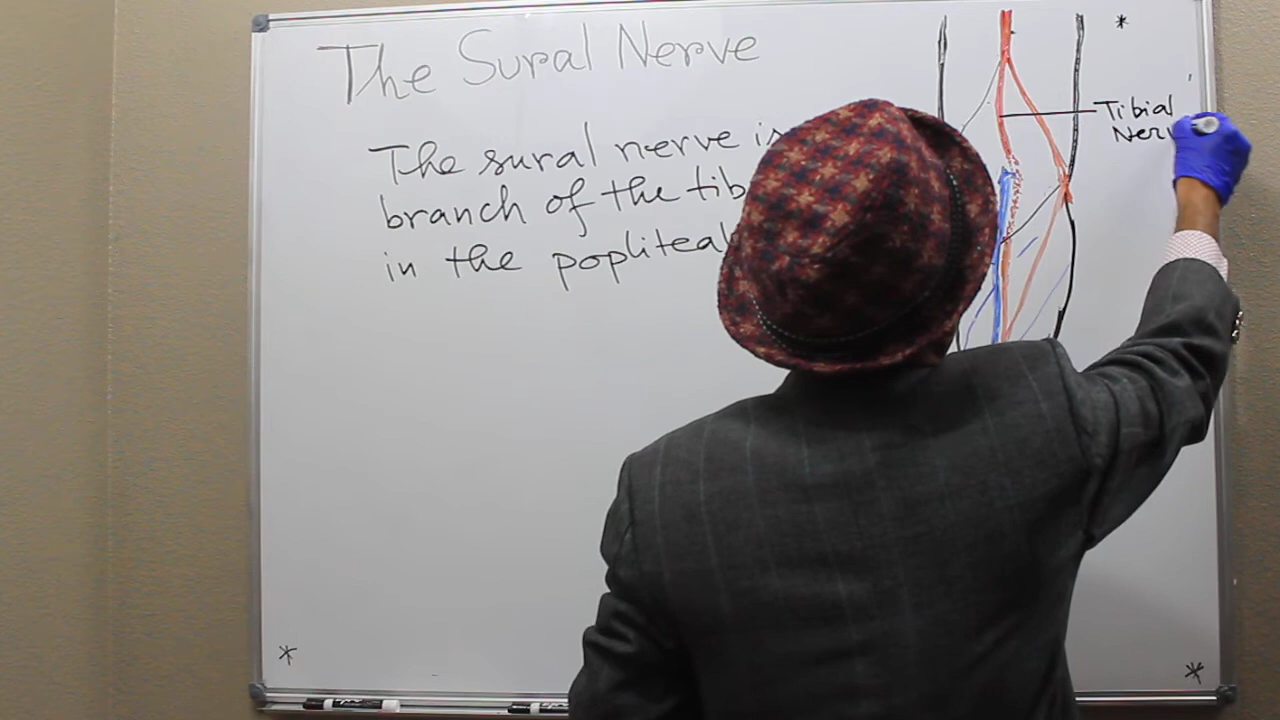 The Sural Nerve
The sural nerve is
branch of the tib
in the popliteal
Tibial
Nerv